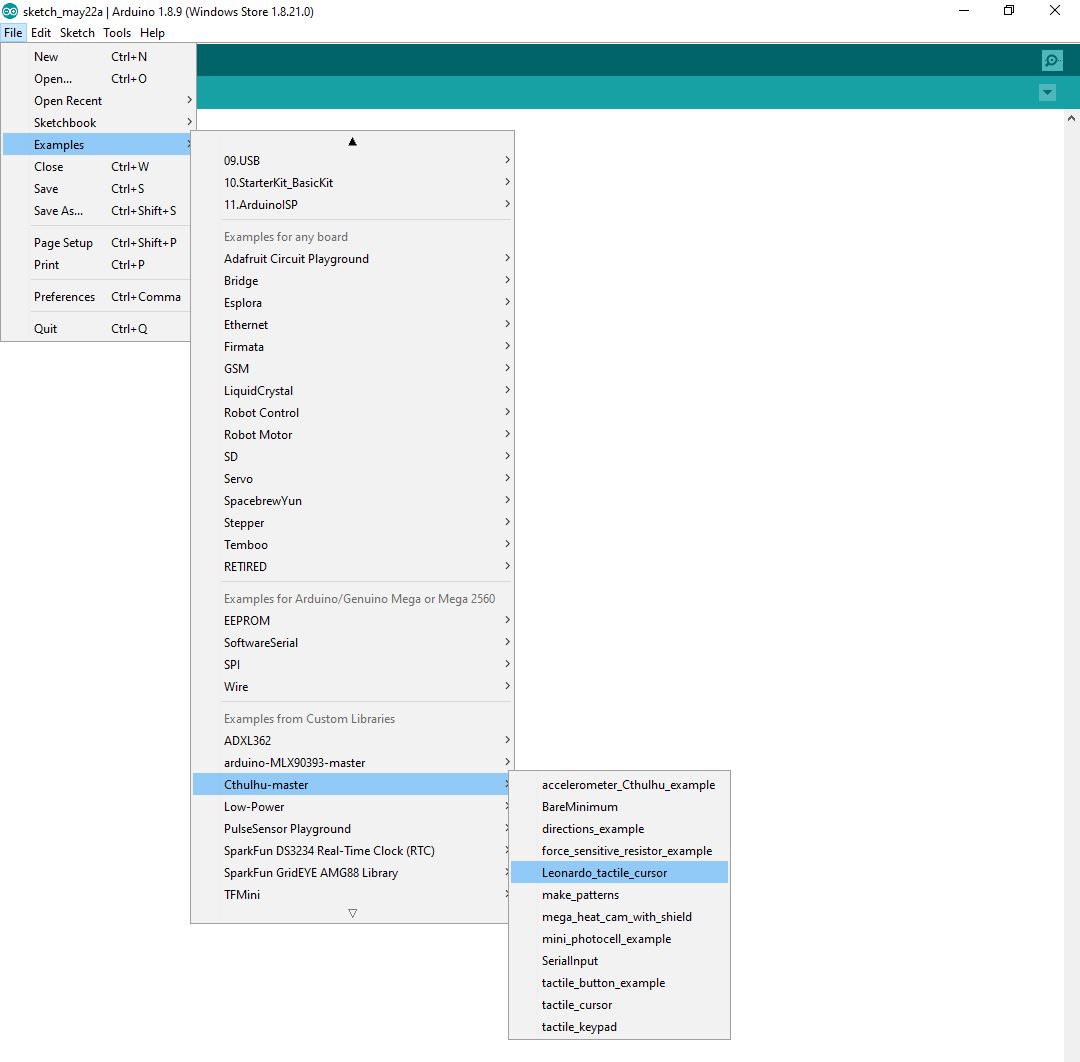 sketch_may22a | Arduino 1.8.9 (Windows Store 1.8.21.0)
File Edit Sketch Tools Help
New Ctrl+N
Open... Ctrl+O
Open Recent
Sketchbook
Examples
Close Ctrl+W
Save Ctrl+S
Save As... Ctrl+Shift+S
Page Setup Ctrl+Shift+P
Print Ctrl+P
Preferences Ctrl+Comma
Quit Ctrl+Q
09.USB
10.StarterKit_BasicKit
11.ArduinoISP
Examples for any board
Adafruit Circuit Playground
Bridge
Esplora
Ethernet
Firmata
GSM
LiquidCrystal
Robot Control
Robot Motor
SD
Servo
SpacebrewYun
Stepper
Temboo
RETIRED
Examples for Arduino/Genuino Mega or Mega 2560
EEPROM
SoftwareSerial
SPI
Wire
Examples from Custom Libraries
ADXL362
arduino-MLX90393-master
Cthulhu-master
Low-Power
PulseSensor Playground
SparkFun DS3234 Real-Time Clock (RTC)
SparkFun GridEYE AMG88 Library
TFMini
accelerometer_Cthulhu_example
BareMinimum
directions_example
force_sensitive_resistor_example
Leonardo_tactile_cursor
make_patterns
mega_heat_cam_with_shield
mini_photocell_example
SerialInput
tactile_button_example
tactile_cursor
tactile_keypad